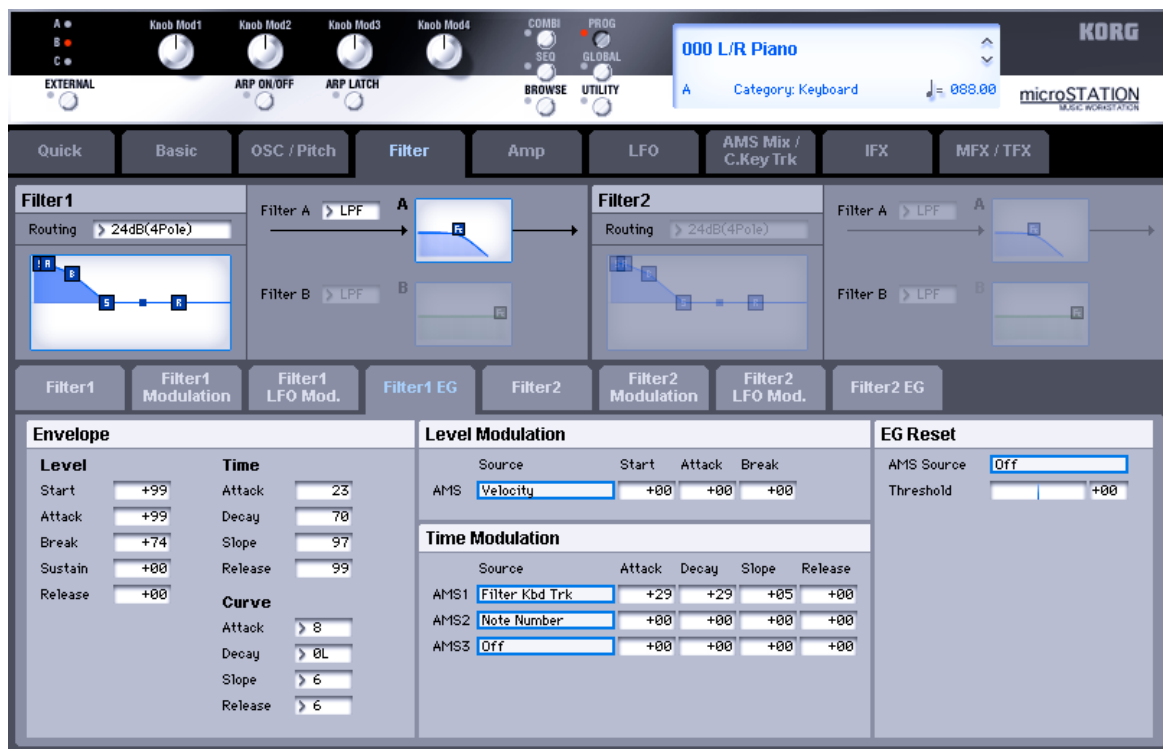 A
B
C
Knob Mod1 Knob Mod2 Knob Mod3 Knob Mod4
COMBI PROG
SEQ GLOBAL
EXTERNAL ARP ON/OFF ARP LATCH
BROWSE UTILITY
000 L/R Piano
A Category: Keyboard ♩= 088.00
KORG
microSTATION
MUSIC WORKSTATION
Quick Basic OSC / Pitch Filter Amp LFO AMS Mix / C.Key Trk IFX MFX / TFX
Filter1
Routing 24dB(4Pole)
A B S R
Filter A LPF A
Fc
Filter B LPF B
Fc
Filter2
Routing 24dB(4Pole)
Filter A LPF A
Fc
Filter B LPF B
Fc
Filter1 Filter1 Modulation Filter1 LFO Mod. Filter1 EG Filter2 Filter2 Modulation Filter2 LFO Mod. Filter2 EG
Envelope
Level
Start +99
Attack +99
Break +74
Sustain +00
Release +00
Time
Attack 23
Decay 70
Slope 97
Release 99
Curve
Attack 8
Decay 0L
Slope 6
Release 6
Level Modulation
Source Start Attack Break
AMS Velocity +00 +00 +00
Time Modulation
Source Attack Decay Slope Release
AMS1 Filter Kbd Trk +29 +29 +05 +00
AMS2 Note Number +00 +00 +00 +00
AMS3 Off +00 +00 +00 +00
EG Reset
AMS Source Off
Threshold +00